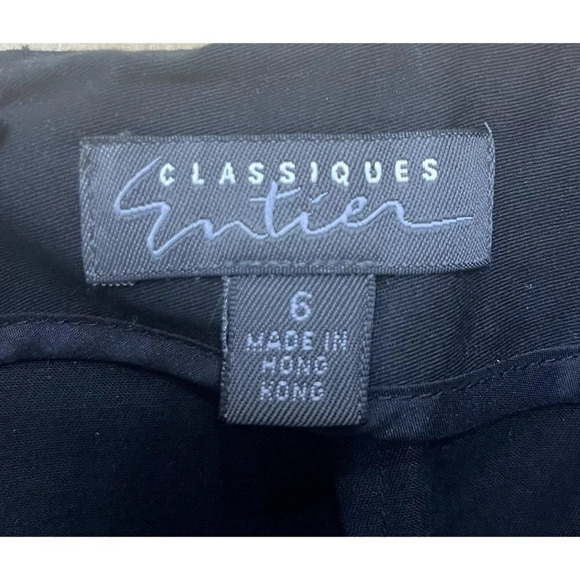 CLASSIQUES
Entier
6
MADE IN
HONG
KONG